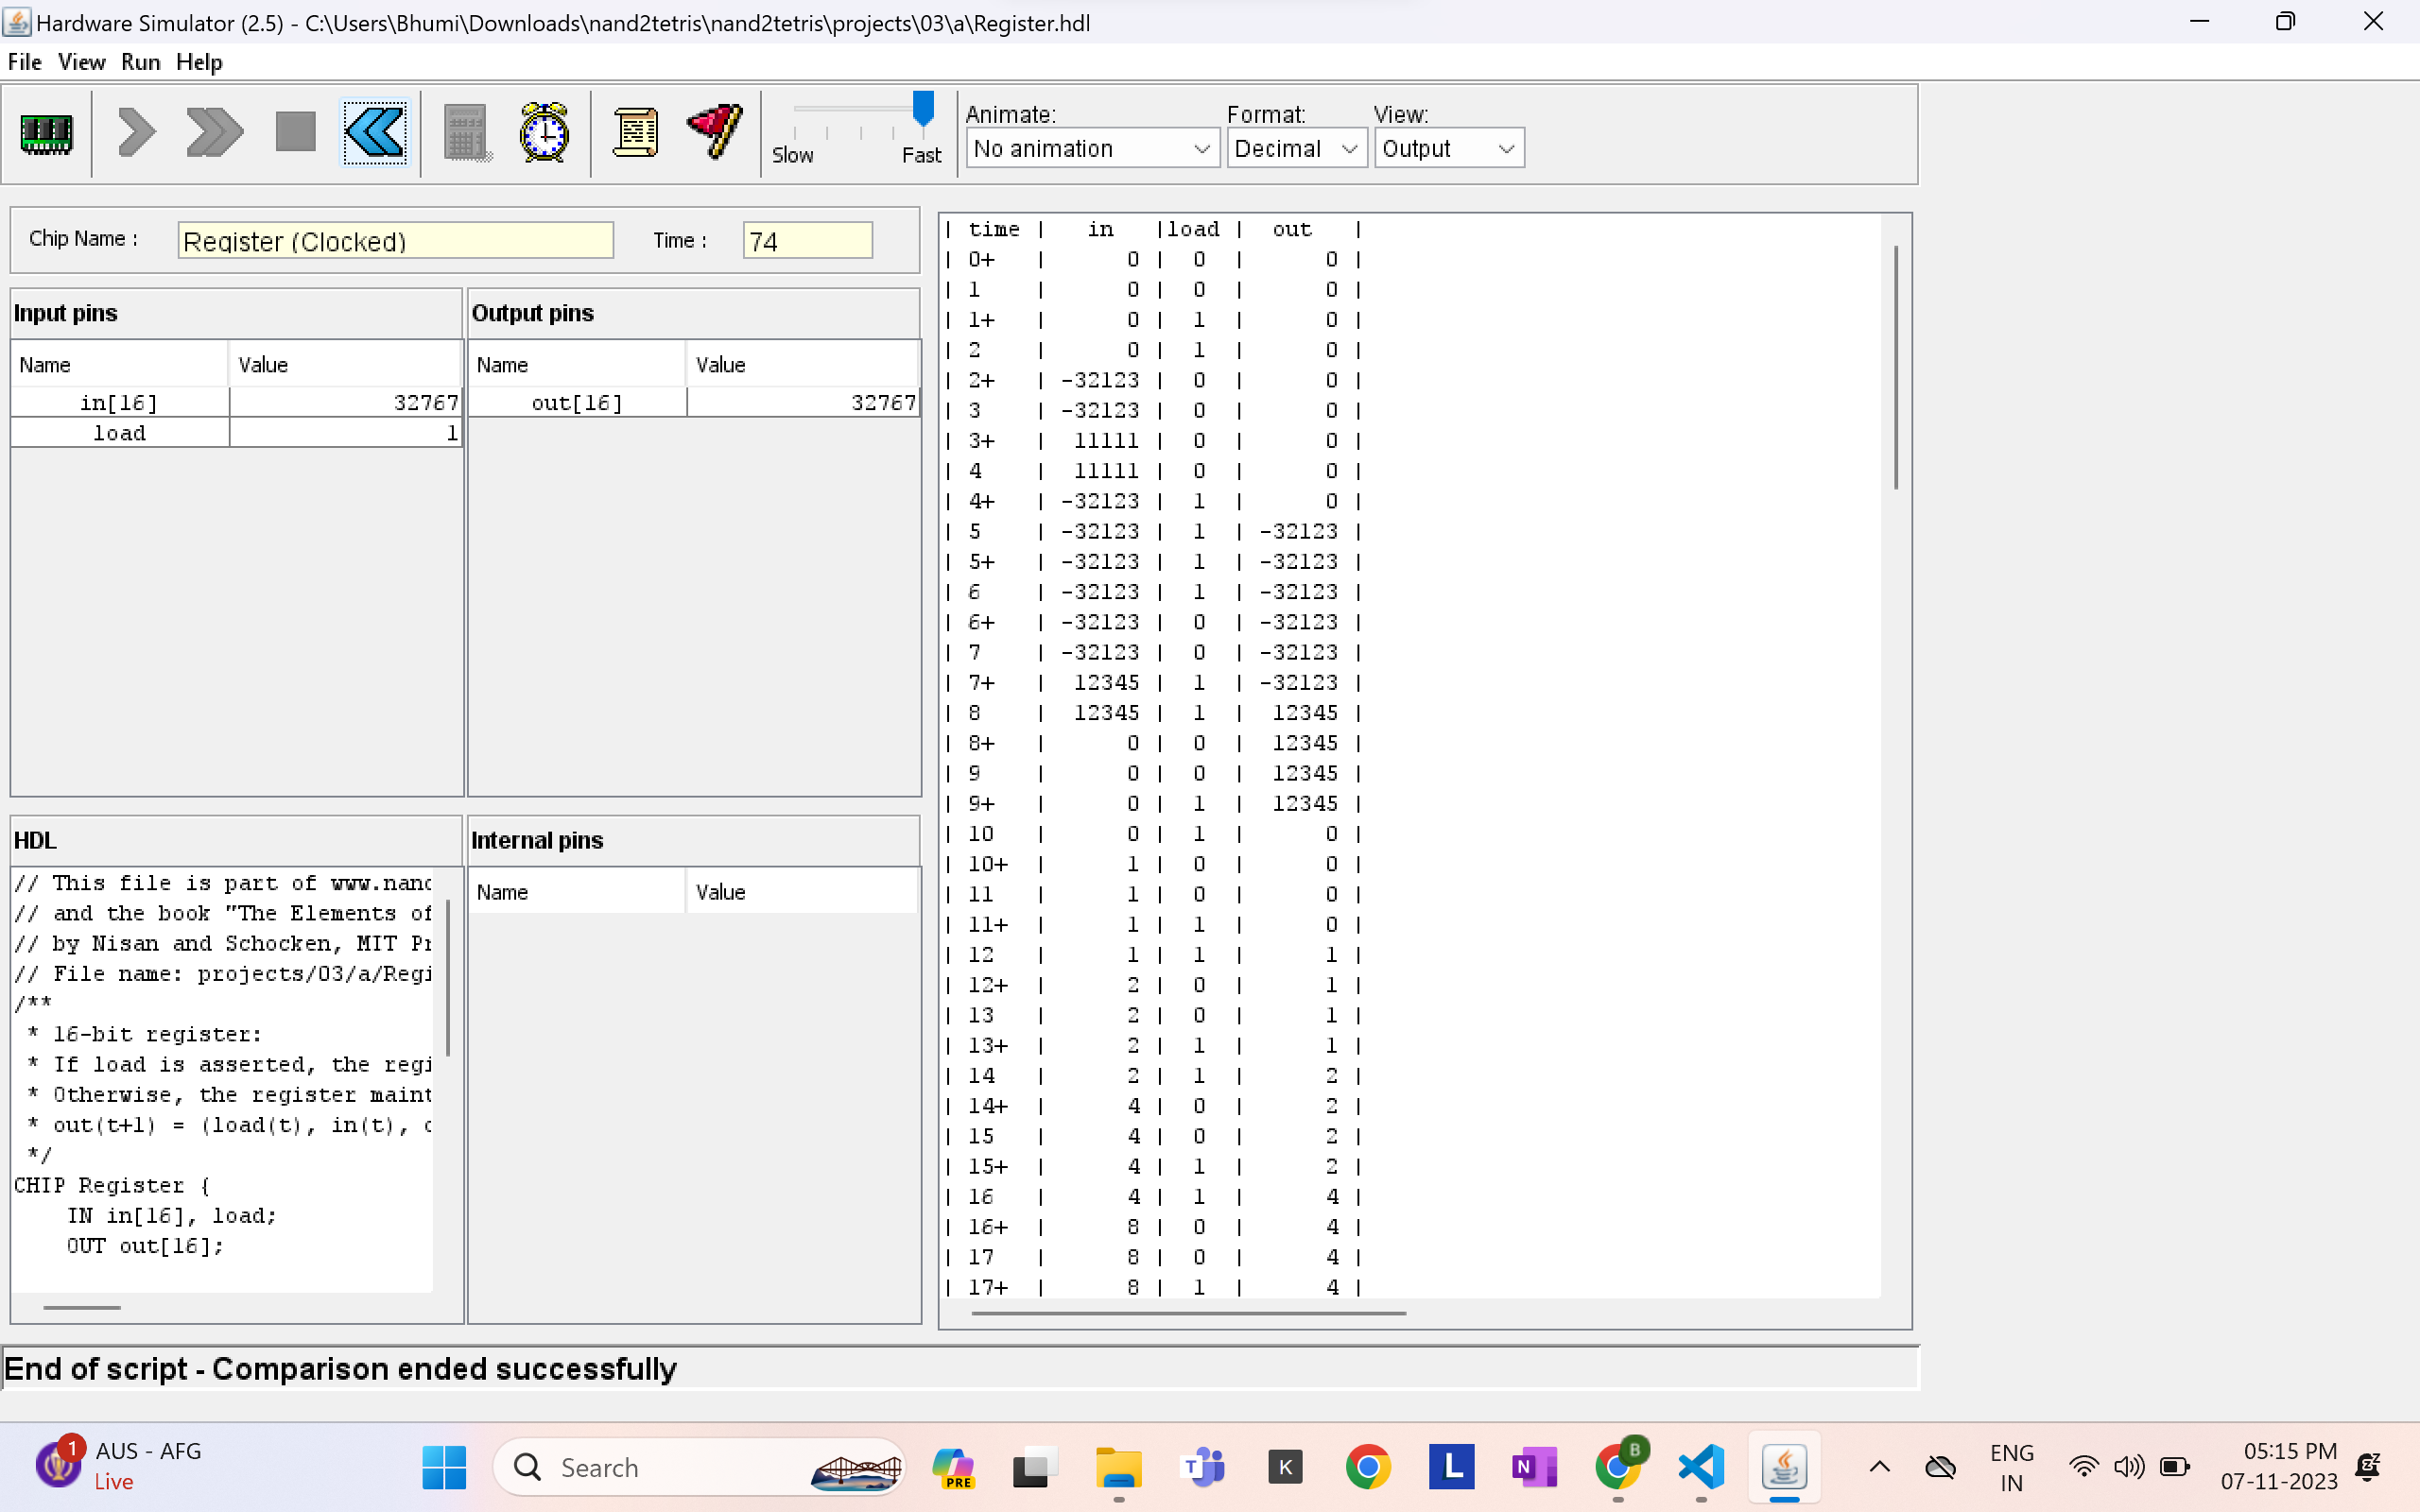 Hardware Simulator (2.5) - C:\Users\Bhumi\Downloads\nand2tetris\nand2tetris\projects\03\a\Register.hdl
File View Run Help
Slow Fast
Animate: Format: View:
No animation Decimal Output
Chip Name : Register (Clocked) Time : 74
Input pins
Name Value
in[16] 32767
load 1
Output pins
Name Value
out[16] 32767
HDL
// This file is part of www.nanc
// and the book "The Elements of
// by Nisan and Schocken, MIT Pr
// File name: projects/03/a/Regi
/**
* 16-bit register:
* If load is asserted, the regi
* Otherwise, the register maint
* out(t+1) = (load(t), in(t), c
*/
CHIP Register {
IN in[16], load;
OUT out[16];
Internal pins
Name Value
| time | in |load | out |
| 0+ | 0 | 0 | 0 |
| 1 | 0 | 0 | 0 |
| 1+ | 0 | 1 | 0 |
| 2 | 0 | 1 | 0 |
| 2+ | -32123 | 0 | 0 |
| 3 | -32123 | 0 | 0 |
| 3+ | 11111 | 0 | 0 |
| 4 | 11111 | 0 | 0 |
| 4+ | -32123 | 1 | 0 |
| 5 | -32123 | 1 | -32123 |
| 5+ | -32123 | 1 | -32123 |
| 6 | -32123 | 1 | -32123 |
| 6+ | -32123 | 0 | -32123 |
| 7 | -32123 | 0 | -32123 |
| 7+ | 12345 | 1 | -32123 |
| 8 | 12345 | 1 | 12345 |
| 8+ | 0 | 0 | 12345 |
| 9 | 0 | 0 | 12345 |
| 9+ | 0 | 1 | 12345 |
| 10 | 0 | 1 | 0 |
| 10+ | 1 | 0 | 0 |
| 11 | 1 | 0 | 0 |
| 11+ | 1 | 1 | 0 |
| 12 | 1 | 1 | 1 |
| 12+ | 2 | 0 | 1 |
| 13 | 2 | 0 | 1 |
| 13+ | 2 | 1 | 1 |
| 14 | 2 | 1 | 2 |
| 14+ | 4 | 0 | 2 |
| 15 | 4 | 0 | 2 |
| 15+ | 4 | 1 | 2 |
| 16 | 4 | 1 | 4 |
| 16+ | 8 | 0 | 4 |
| 17 | 8 | 0 | 4 |
| 17+ | 8 | 1 | 4 |
End of script - Comparison ended successfully
1 AUS - AFG
Live
Search
PRE
T
K
L
N
B
ENG
IN
05:15 PM
07-11-2023